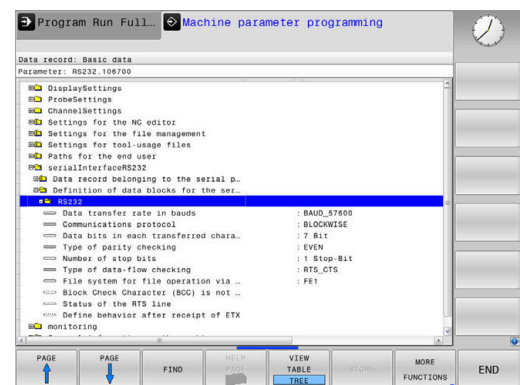 Program Run Full… Machine parameter programming
Data record: Basic data
Parameter: RS232.106700
DisplaySettings
ProbeSettings
ChannelSettings
Settings for the NC editor
Settings for the file management
Settings for tool-usage files
Paths for the end user
serialInterfaceRS232
Data record belonging to the serial p…
Definition of data blocks for the ser…
RS232
Data transfer rate in bauds : BAUD_57600
Communications protocol : BLOCKWISE
Data bits in each transferred chara… : 7 Bit
Type of parity checking : EVEN
Number of stop bits : 1 Stop-Bit
Type of data-flow checking : RTS_CTS
File system for file operation via … : FE1
Block Check Character (BCC) is not …
Status of the RTS line
Define behavior after receipt of ETX
monitoring
PAGE
PAGE
FIND
HELP PAGE
VIEW
TABLE
TREE
STORE
MORE
FUNCTIONS
END